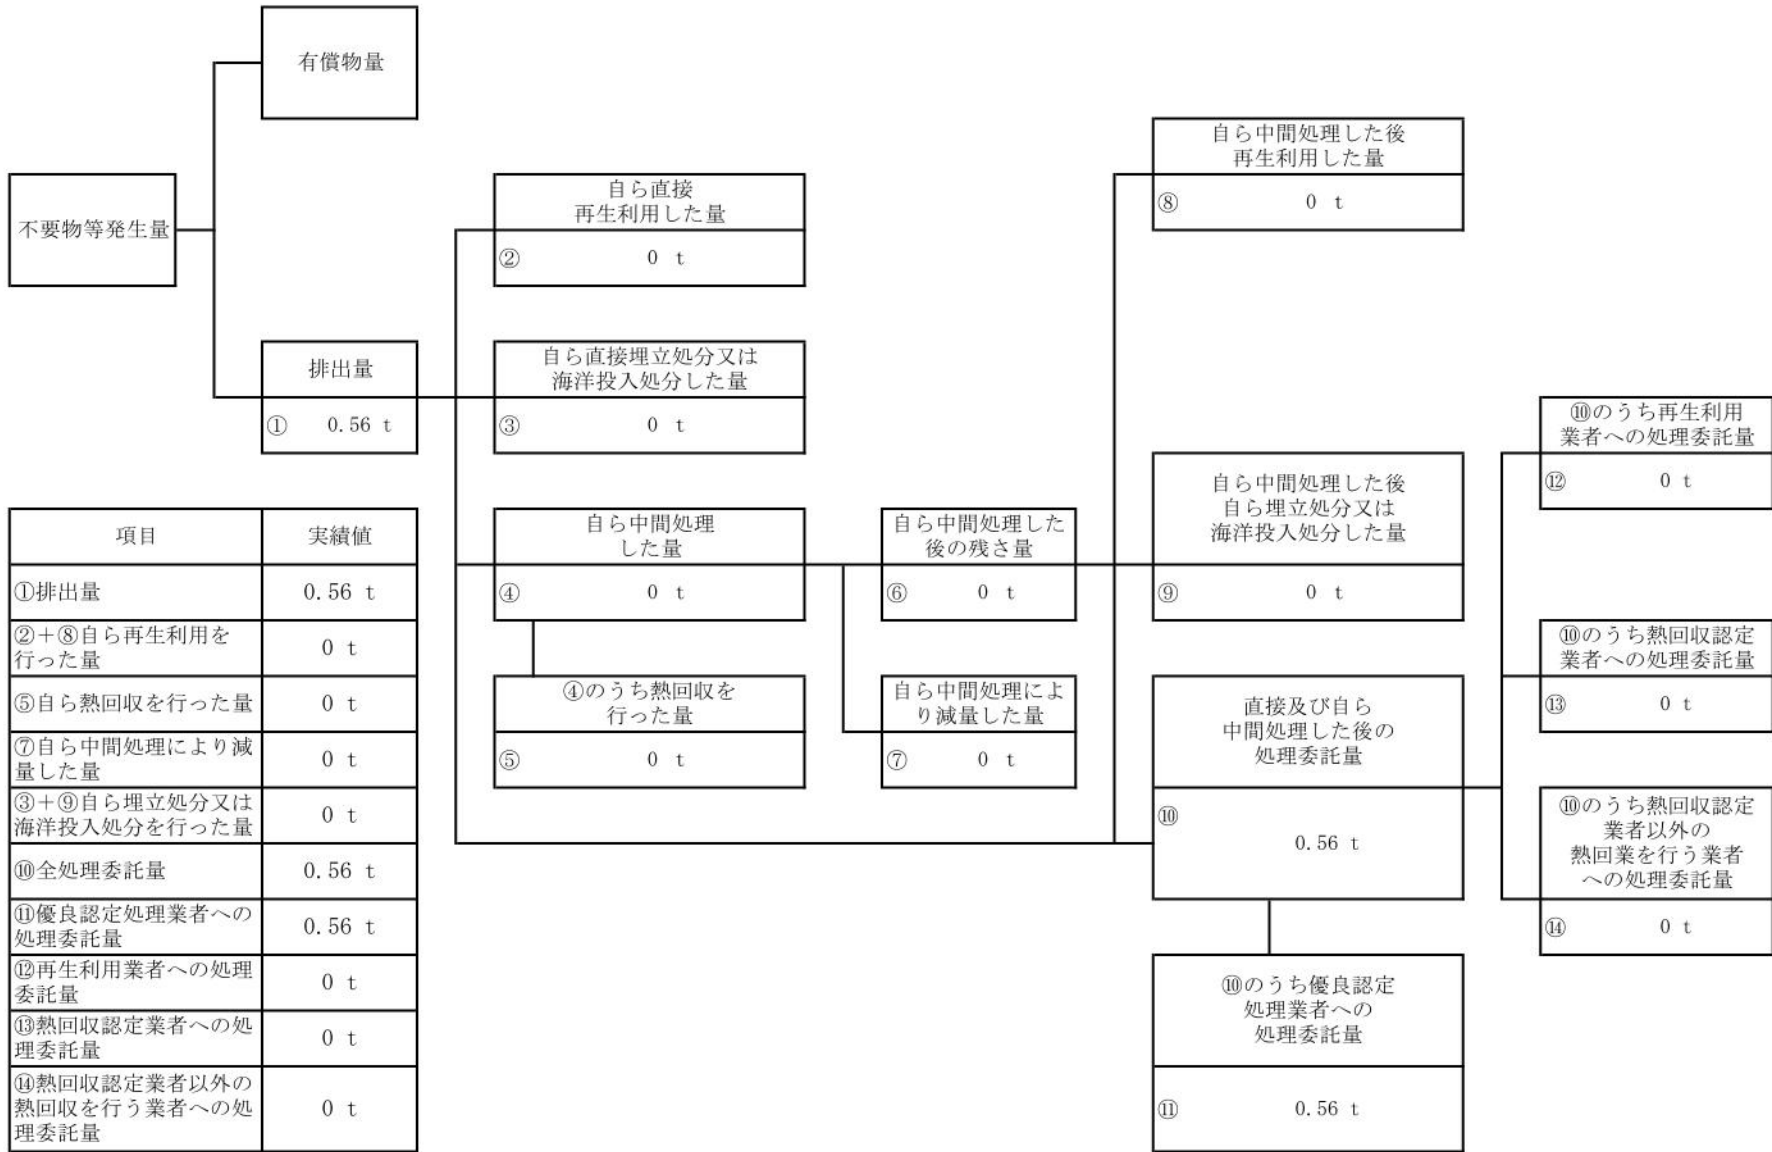 有償物量
不要物等発生量
排出量
① 0.56 t
自ら直接
再生利用した量
② 0 t
自ら直接埋立処分又は
海洋投入処分した量
③ 0 t
自ら中間処理
した量
④ 0 t
④のうち熱回収を
行った量
⑤ 0 t
自ら中間処理した
後の残さ量
⑥ 0 t
自ら中間処理によ
り減量した量
⑦ 0 t
自ら中間処理した後
再生利用した量
⑧ 0 t
自ら中間処理した後
自ら埋立処分又は
海洋投入処分した量
⑨ 0 t
直接及び自ら
中間処理した後の
処理委託量
⑩ 0.56 t
⑩のうち優良認定
処理業者への
処理委託量
⑪ 0.56 t
⑩のうち再生利用
業者への処理委託量
⑫ 0 t
⑩のうち熱回収認定
業者への処理委託量
⑬ 0 t
⑩のうち熱回収認定
業者以外の
熱回業を行う業者
への処理委託量
⑭ 0 t
項目 実績値
①排出量 0.56 t
②+⑧自ら再生利用を
行った量 0 t
⑤自ら熱回収を行った量 0 t
⑦自ら中間処理により減
量した量 0 t
③+⑨自ら埋立処分又は
海洋投入処分を行った量 0 t
⑩全処理委託量 0.56 t
⑪優良認定処理業者への
処理委託量 0.56 t
⑫再生利用業者への処理
委託量 0 t
⑬熱回収認定業者への処
理委託量 0 t
⑭熱回収認定業者以外の
熱回収を行う業者への処
理委託量 0 t